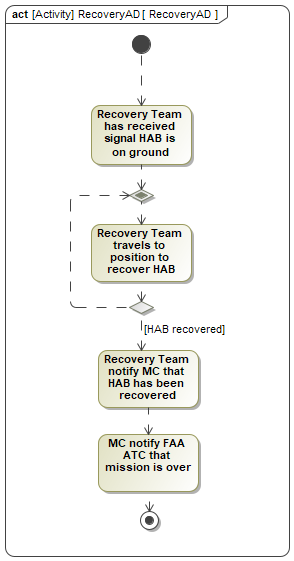 act [Activity] RecoveryAD [ RecoveryAD ]
Recovery Team
has received
signal HAB is
on ground
Recovery Team
travels to
position to
recover HAB
[HAB recovered]
Recovery Team
notify MC that
HAB has been
recovered
MC notify FAA
ATC that
mission is over